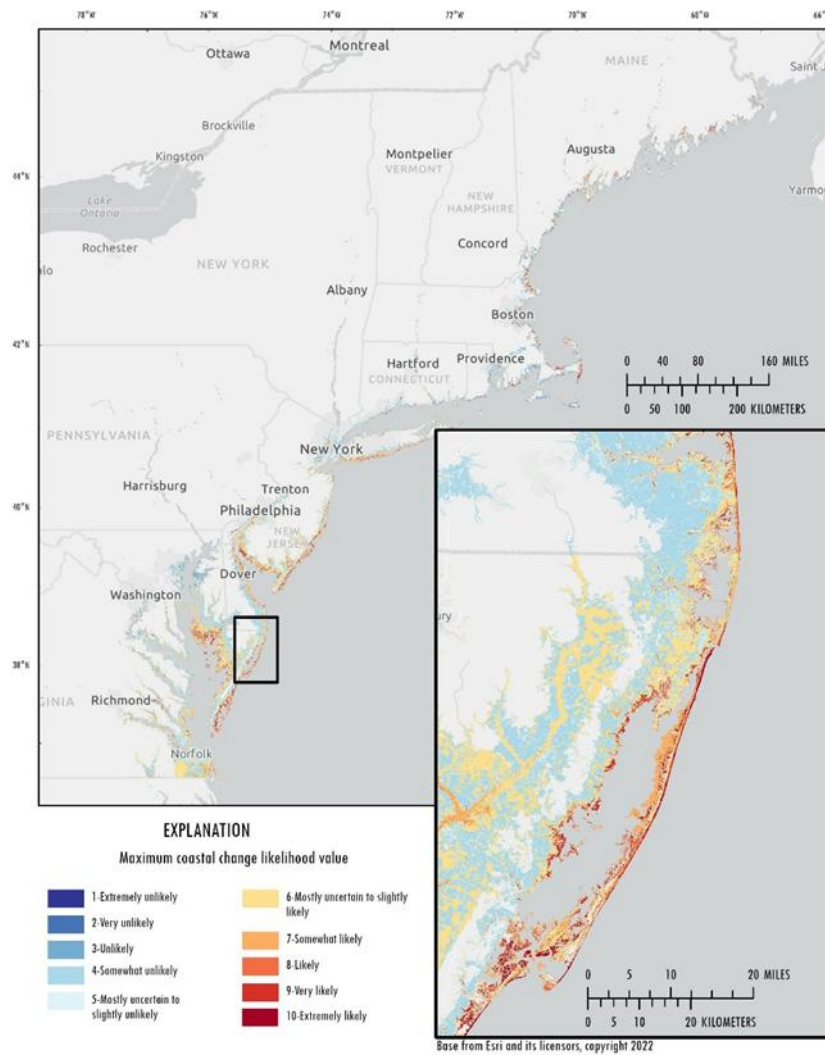 78°W 76°W 74°W 72°W 70°W 68°W 66°
Ottawa
Montreal
MAINE
Saint J
Brockville
Kingston
Montpelier
VERMONT
Augusta
44°N
Lake
Ontario
Yarmou
NEW
HAMPSHIRE
Rochester
Concord
lo
NEW YORK
Albany
Boston
42°N
Hartford
Providence
CONNECTICUT
0 40 80 160 MILES
0 50 100 200 KILOMETERS
PENNSYLVANIA
New York
Harrisburg
Trenton
40°N
Philadelphia
NEW
JERSEY
Dover
Washington
ury
38°N
Richmond
GINIA
Norfolk
EXPLANATION
Maximum coastal change likelihood value
1-Extremely unlikely
2-Very unlikely
3-Unlikely
4-Somewhat unlikely
5-Mostly uncertain to
slightly unlikely
6-Mostly uncertain to slightly
likely
7-Somewhat likely
8-Likely
9-Very likely
10-Extremely likely
0 5 10 20 MILES
0 5 10 20 KILOMETERS
Base from Esri and its licensors, copyright 2022